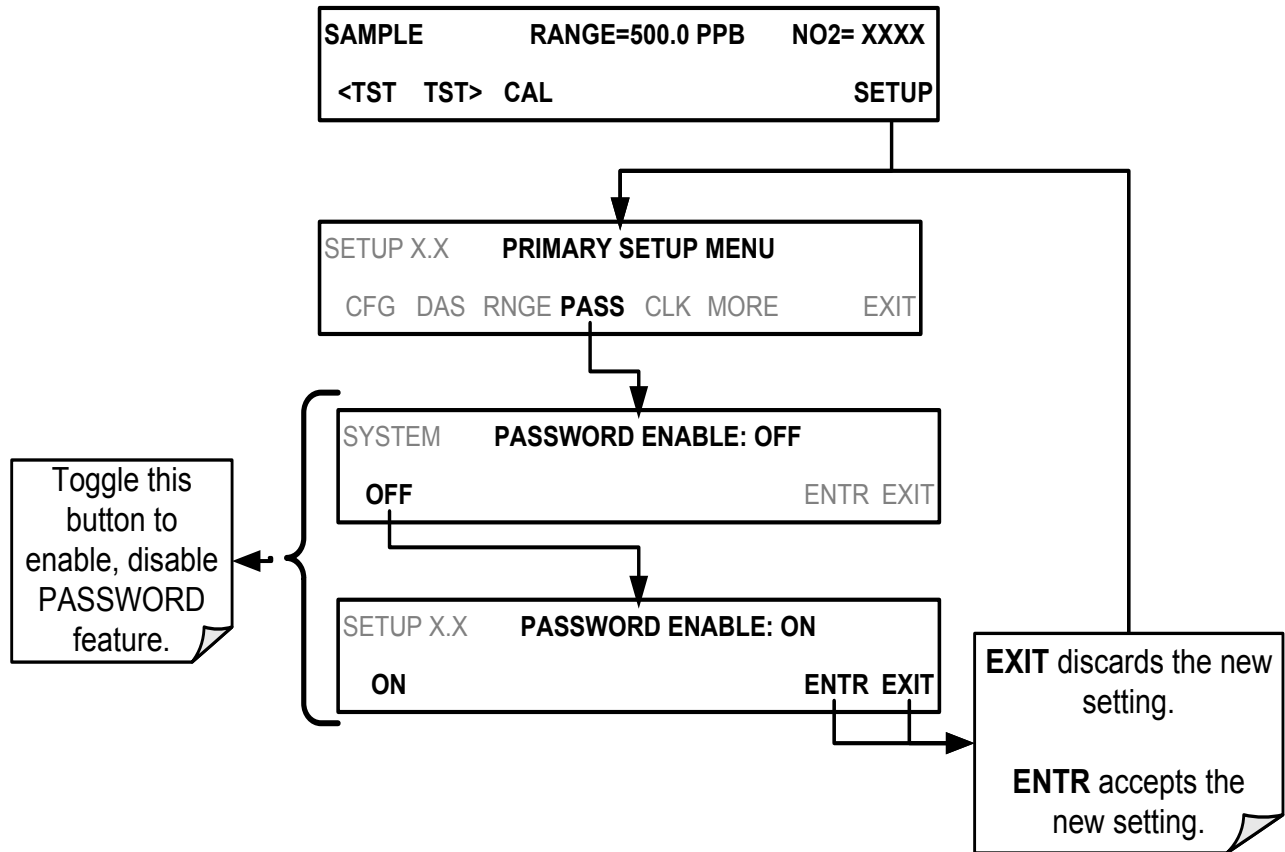 SAMPLE RANGE=500.0 PPB NO2= XXXX
<TST TST> CAL SETUP
SETUP X.X PRIMARY SETUP MENU
CFG DAS RNGE PASS CLK MORE EXIT
SYSTEM PASSWORD ENABLE: OFF
OFF ENTR EXIT
Toggle this
button to
enable, disable
PASSWORD
feature.
SETUP X.X PASSWORD ENABLE: ON
ON ENTR EXIT
EXIT discards the new
setting.
ENTR accepts the
new setting.